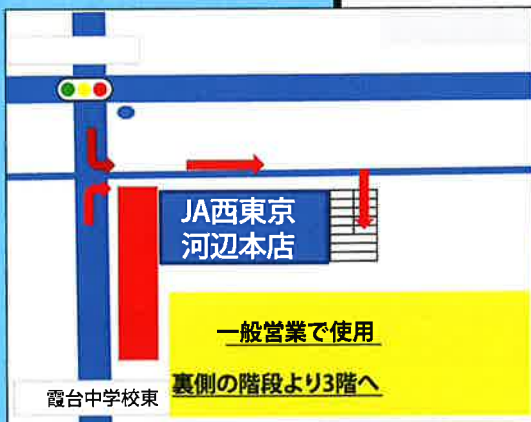 JA西東京
河辺本店
一般営業で使用
裏側の階段より3階へ
霞台中学校東